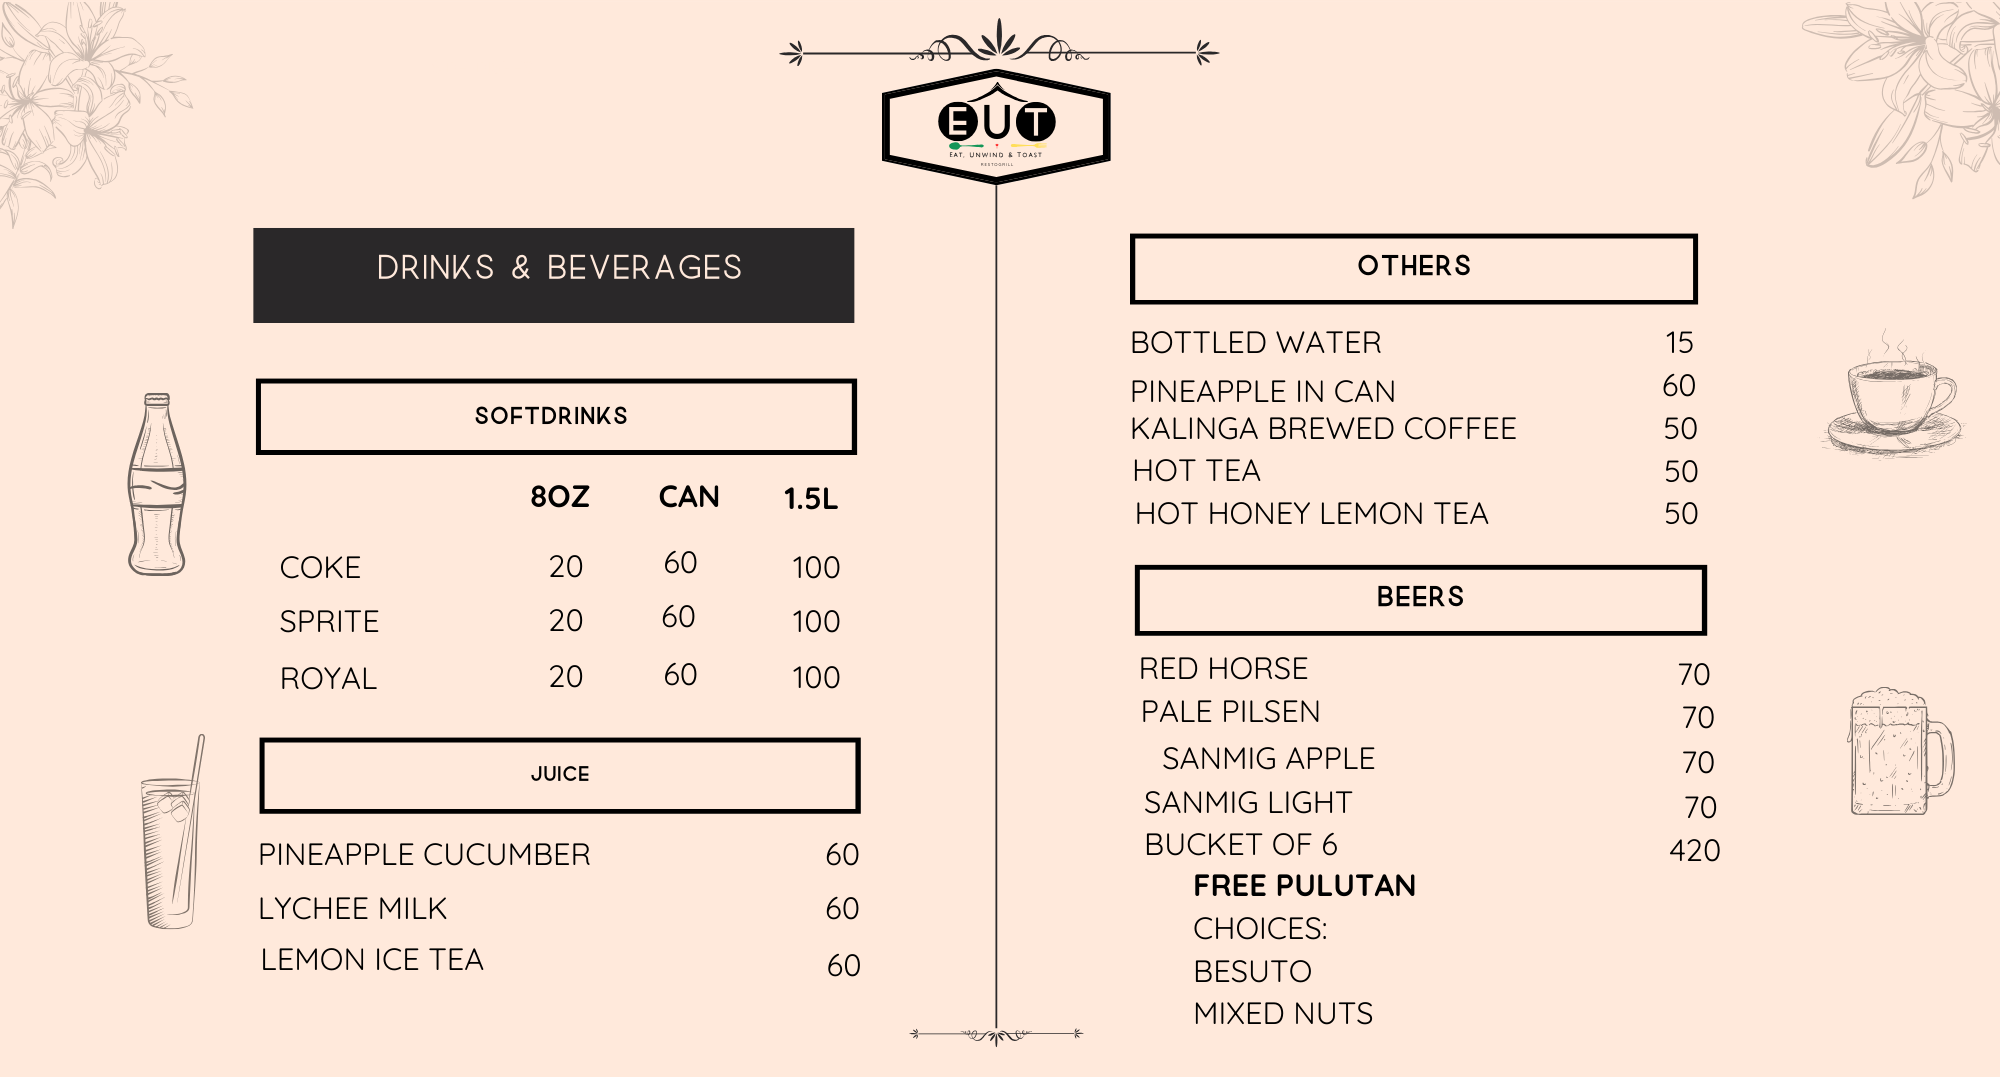 EUT
EAT, UNWIND & TOAST
RESTOGRILL
DRINKS & BEVERAGES
SOFTDRINKS
8OZ CAN 1.5L
COKE 20 60 100
SPRITE 20 60 100
ROYAL 20 60 100
JUICE
PINEAPPLE CUCUMBER 60
LYCHEE MILK 60
LEMON ICE TEA 60
OTHERS
BOTTLED WATER 15
PINEAPPLE IN CAN 60
KALINGA BREWED COFFEE 50
HOT TEA 50
HOT HONEY LEMON TEA 50
BEERS
RED HORSE 70
PALE PILSEN 70
SANMIG APPLE 70
SANMIG LIGHT 70
BUCKET OF 6 420
FREE PULUTAN
CHOICES:
BESUTO
MIXED NUTS